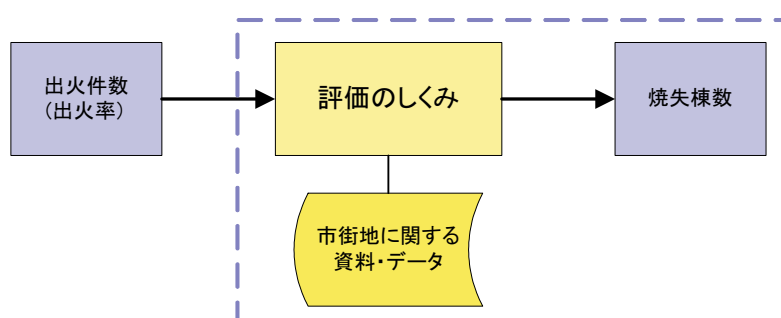 出火件数
(出火率)
評価のしくみ
焼失棟数
市街地に関する
資料・データ